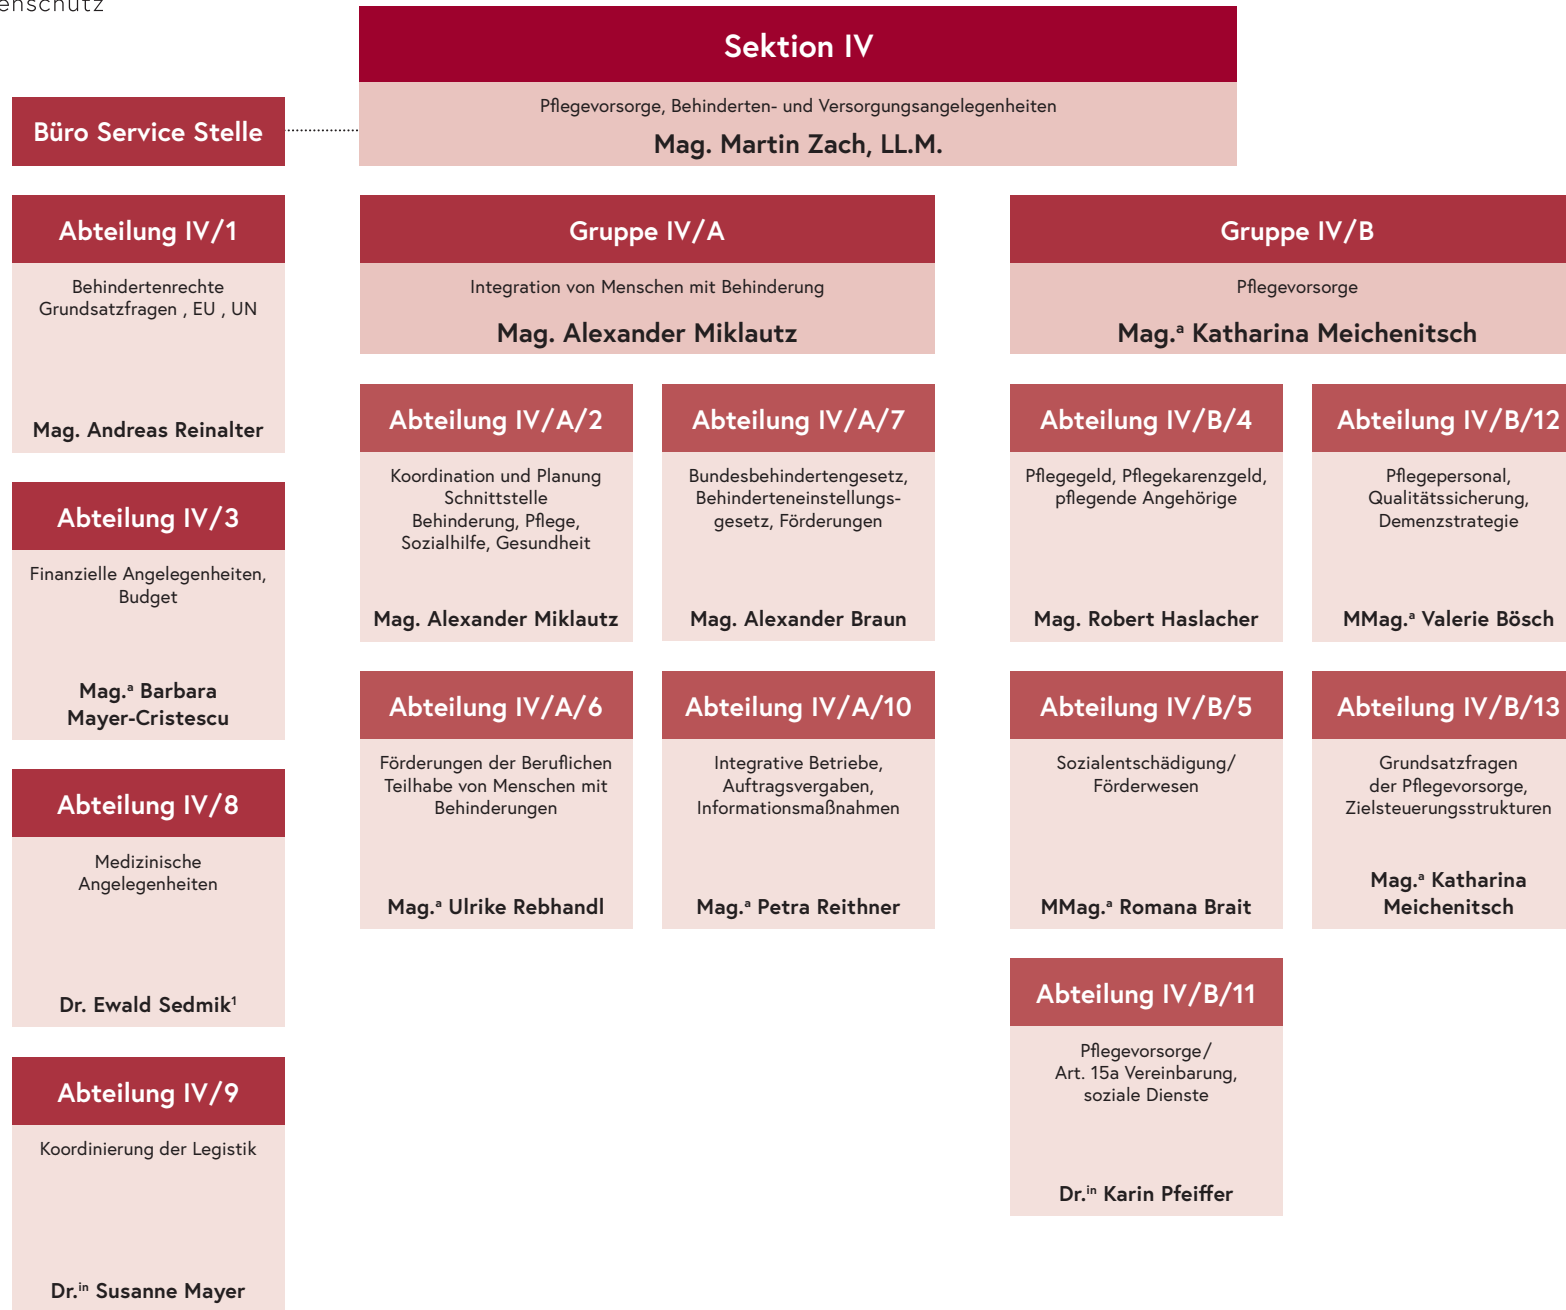 Sektion IV
Pflegevorsorge, Behinderten- und Versorgungsangelegenheiten
Mag. Martin Zach, LL.M.
Büro Service Stelle
Abteilung IV/1
Behindertenrechte
Grundsatzfragen , EU , UN
Mag. Andreas Reinalter
Abteilung IV/3
Finanzielle Angelegenheiten,
Budget
Mag.ᵃ Barbara
Mayer-Cristescu
Abteilung IV/8
Medizinische
Angelegenheiten
Dr. Ewald Sedmik¹
Abteilung IV/9
Koordinierung der Legistik
Dr.ⁱⁿ Susanne Mayer
Gruppe IV/A
Integration von Menschen mit Behinderung
Mag. Alexander Miklautz
Abteilung IV/A/2
Koordination und Planung
Schnittstelle
Behinderung, Pflege,
Sozialhilfe, Gesundheit
Mag. Alexander Miklautz
Abteilung IV/A/7
Bundesbehindertengesetz,
Behinderteneinstellungs-
gesetz, Förderungen
Mag. Alexander Braun
Abteilung IV/A/6
Förderungen der Beruflichen
Teilhabe von Menschen mit
Behinderungen
Mag.ᵃ Ulrike Rebhandl
Abteilung IV/A/10
Integrative Betriebe,
Auftragsvergaben,
Informationsmaßnahmen
Mag.ᵃ Petra Reithner
Gruppe IV/B
Pflegevorsorge
Mag.ᵃ Katharina Meichenitsch
Abteilung IV/B/4
Pflegegeld, Pflegekarenzgeld,
pflegende Angehörige
Mag. Robert Haslacher
Abteilung IV/B/12
Pflegepersonal,
Qualitätssicherung,
Demenzstrategie
MMag.ᵃ Valerie Bösch
Abteilung IV/B/5
Sozialentschädigung/
Förderwesen
MMag.ᵃ Romana Brait
Abteilung IV/B/13
Grundsatzfragen
der Pflegevorsorge,
Zielsteuerungsstrukturen
Mag.ᵃ Katharina
Meichenitsch
Abteilung IV/B/11
Pflegevorsorge/
Art. 15a Vereinbarung,
soziale Dienste
Dr.ⁱⁿ Karin Pfeiffer